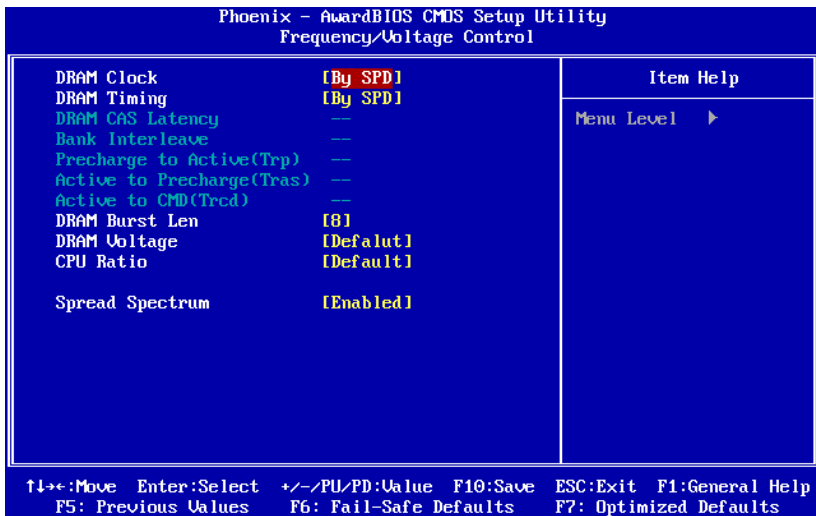 Phoenix - AwardBIOS CMOS Setup Utility
Frequency/Voltage Control
DRAM Clock [By SPD]
DRAM Timing [By SPD]
DRAM CAS Latency --
Bank Interleave --
Precharge to Active(Trp) --
Active to Precharge(Tras) --
Active to CMD(Trcd) --
DRAM Burst Len [8]
DRAM Voltage [Defalut]
CPU Ratio [Default]
Spread Spectrum [Enabled]
Item Help
Menu Level ▶
↑↓→←:Move Enter:Select +/-/PU/PD:Value F10:Save ESC:Exit F1:General Help
F5: Previous Values F6: Fail-Safe Defaults F7: Optimized Defaults